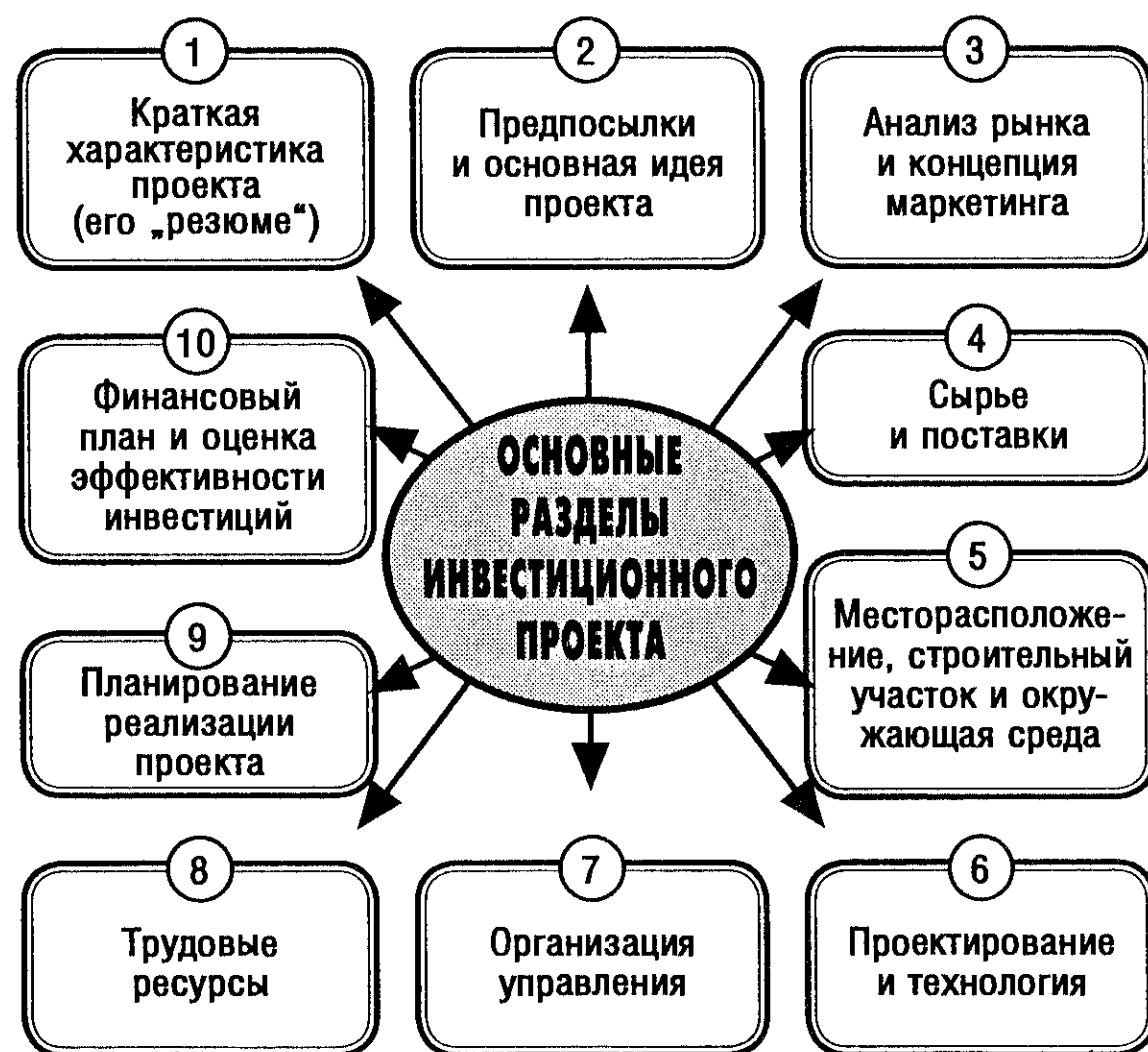 1
Краткая
характеристика
проекта
(его „резюме“)
2
Предпосылки
и основная идея
проекта
3
Анализ рынка
и концепция
маркетинга
10
Финансовый
план и оценка
эффективности
инвестиций
4
Сырье
и поставки
ОСНОВНЫЕ
РАЗДЕЛЫ
ИНВЕСТИЦИОННОГО
ПРОЕКТА
5
Месторасположе-
ние, строительный
участок и окру-
жающая среда
9
Планирование
реализации
проекта
8
Трудовые
ресурсы
7
Организация
управления
6
Проектирование
и технология